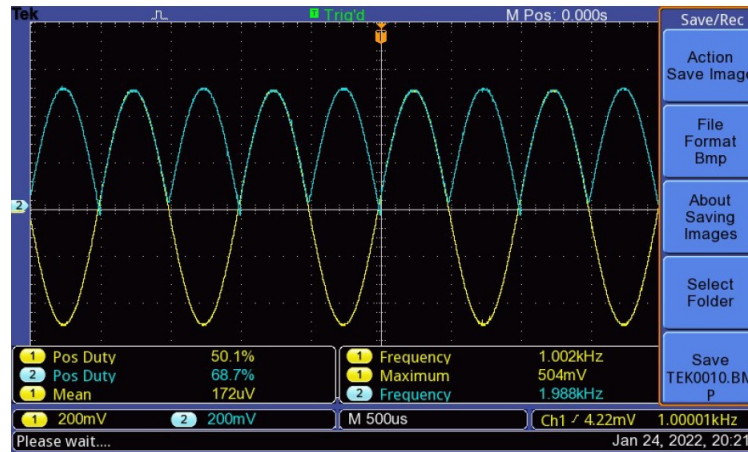 Tek
T Trig'd
M Pos: 0.000s
T
2
Save/Rec
Action
Save Image
File
Format
Bmp
About
Saving
Images
Select
Folder
Save
TEK0010.BM
P
1 Pos Duty 50.1%
2 Pos Duty 68.7%
1 Mean 172uV
1 Frequency 1.002kHz
1 Maximum 504mV
2 Frequency 1.988kHz
1 200mV
2 200mV
M 500us
Ch1 / 4.22mV 1.00001kHz
Please wait....
Jan 24, 2022, 20:21